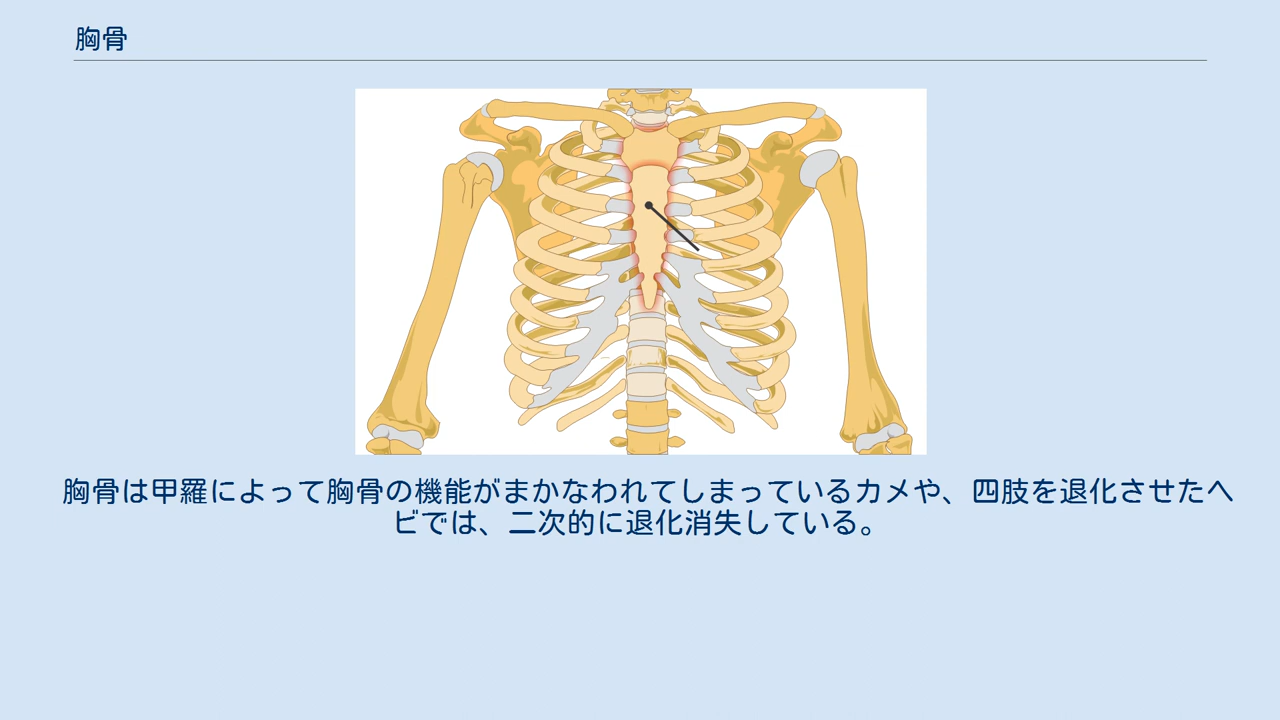 胸骨
胸骨は甲羅によって胸骨の機能がまかなわれてしまっているカメや、四肢を退化させたヘ
ビでは、二次的に退化消失している。